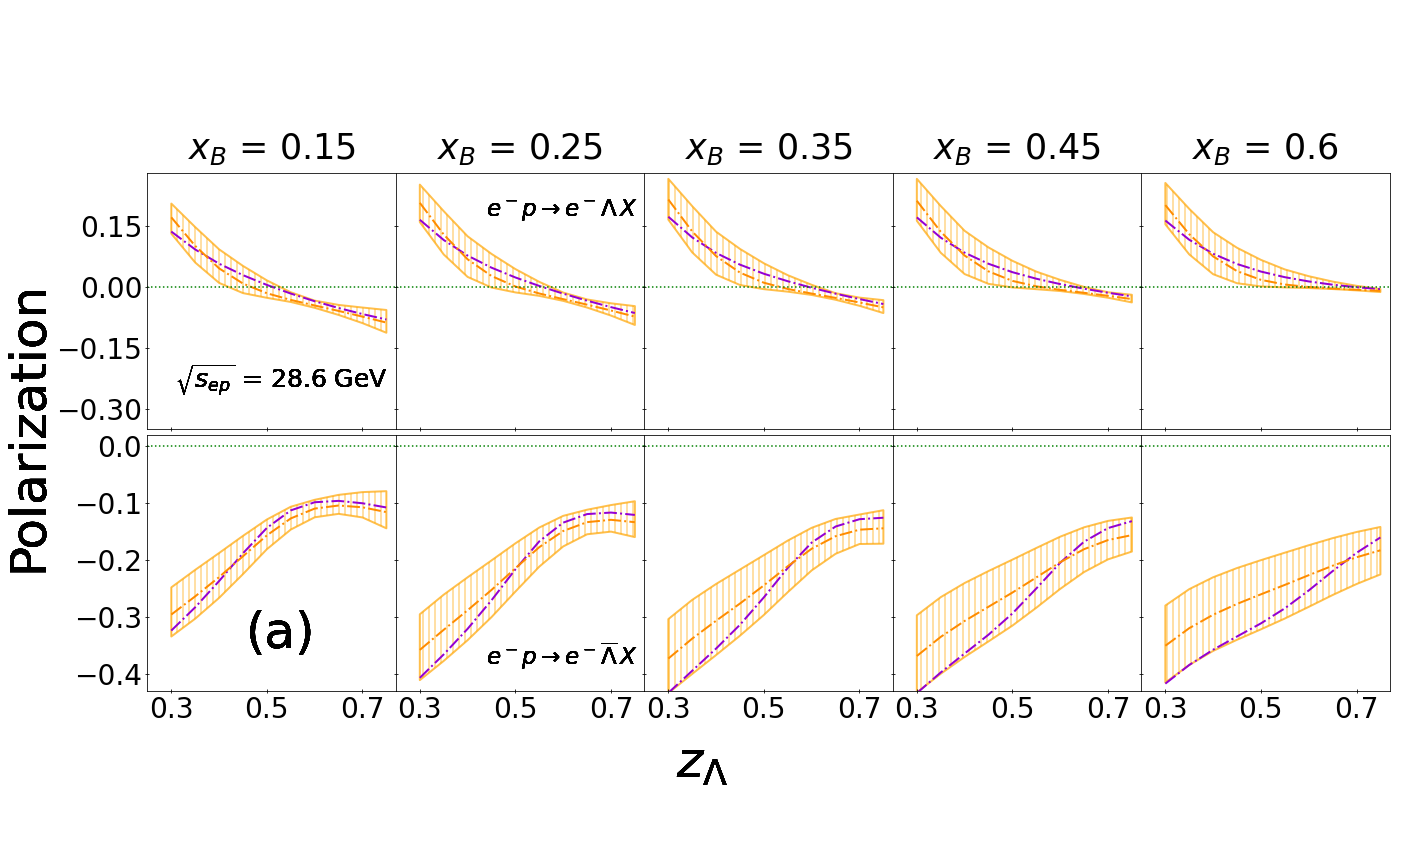 x_B = 0.15 x_B = 0.25 x_B = 0.35 x_B = 0.45 x_B = 0.6
0.15
0.00
−0.15
−0.30
e⁻p→e⁻ΛX
√s_ep = 28.6 GeV
Polarization
0.0
−0.1
−0.2
−0.3
−0.4
(a)
e⁻p→e⁻Λ̅X
0.3 0.5 0.7 0.3 0.5 0.7 0.3 0.5 0.7 0.3 0.5 0.7 0.3 0.5 0.7
z_Λ